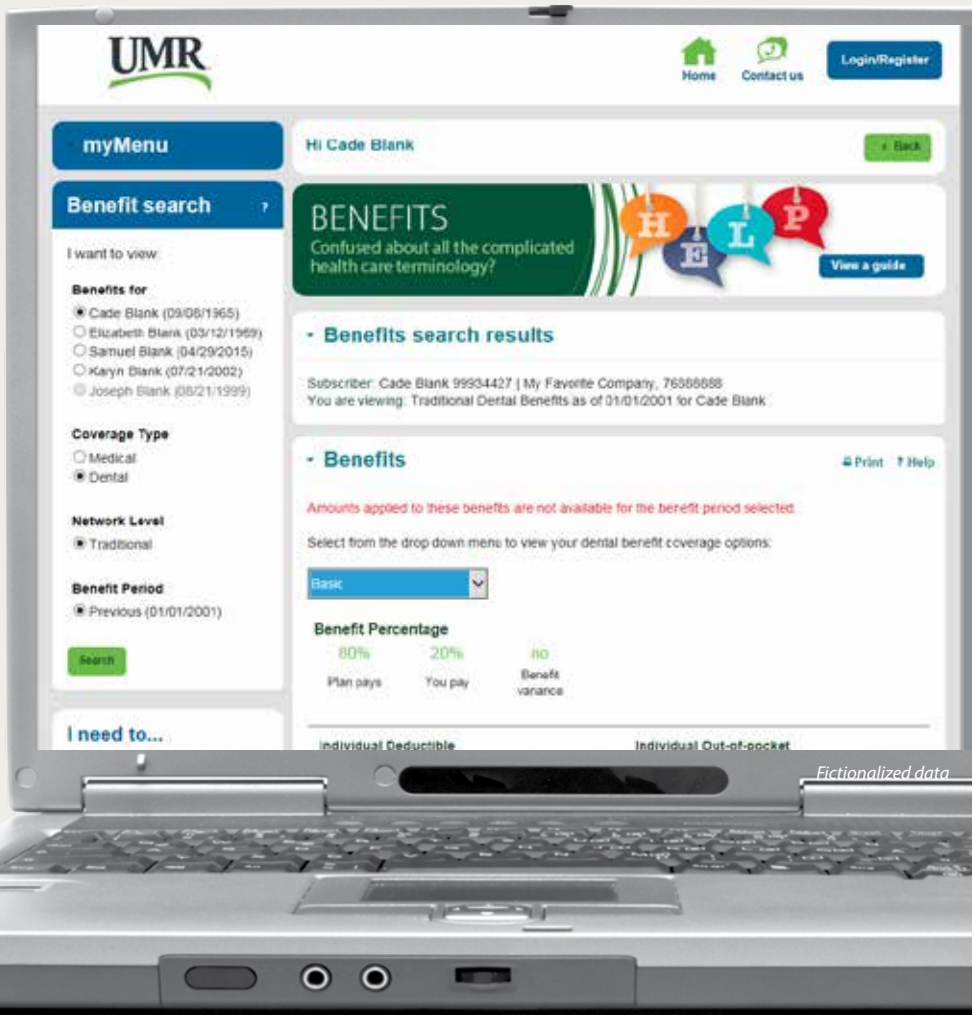 UMR
Home
Contact us
Login/Register
myMenu
Hi Cade Blank
Back
Benefit search ?
BENEFITS
Confused about all the complicated
health care terminology?
HELP
View a guide
I want to view:
Benefits for
Cade Blank (09/08/1965)
Elizabeth Blank (03/12/1969)
Samuel Blank (04/29/2015)
Karyn Blank (07/21/2002)
Joseph Blank (08/21/1999)
Coverage Type
Medical
Dental
Network Level
Traditional
Benefit Period
Previous (01/01/2001)
Search
I need to...
Benefits search results
Subscriber: Cade Blank 99934427 | My Favorite Company,
You are viewing: Traditional Dental Benefits as of 01/01/2001 for Cade Blank
Benefits
Print ? Help
Amounts applied to these benefits are not available for the benefit period selected.
Select from the drop down menu to view your dental benefit coverage options:
Basic
Benefit Percentage
80% 20% no
Plan pays You pay Benefit
variance
Individual Deductible Individual Out-of-pocket
Fictionalized data